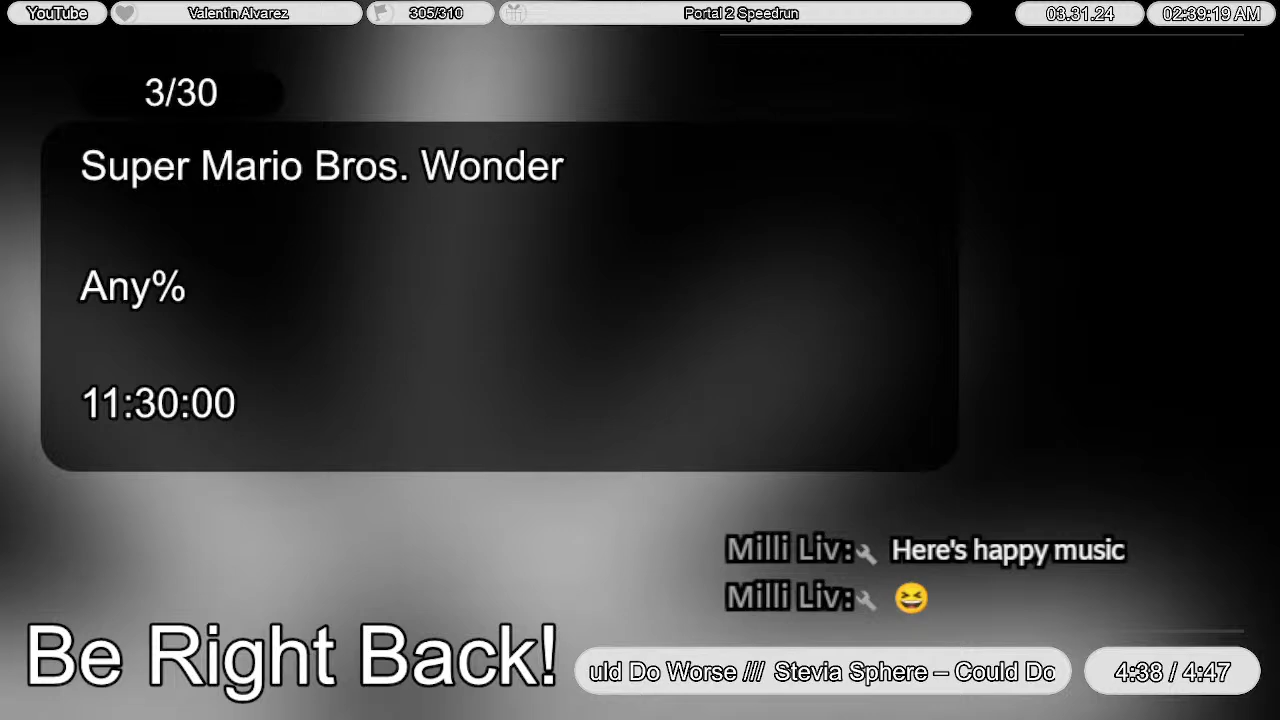 YouTube
Valentin Alvarez
305/310
Portal 2 Speedrun
03.31.24
02:39:19 AM
3/30
Super Mario Bros. Wonder
Any%
11:30:00
Milli Liv: Here's happy music
Milli Liv: 😆
Be Right Back!
uld Do Worse //// Stevia Sphere – Could Do
4:38 / 4:47